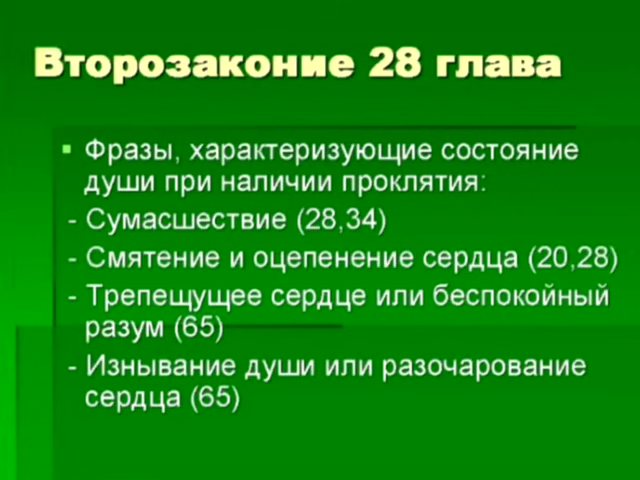 Второзаконие 28 глава
Фразы, характеризующие состояние
души при наличии проклятия:
- Сумасшествие (28,34)
- Смятение и оцепенение сердца (20,28)
- Трепещущее сердце или беспокойный
разум (65)
- Изнывание души или разочарование
сердца (65)